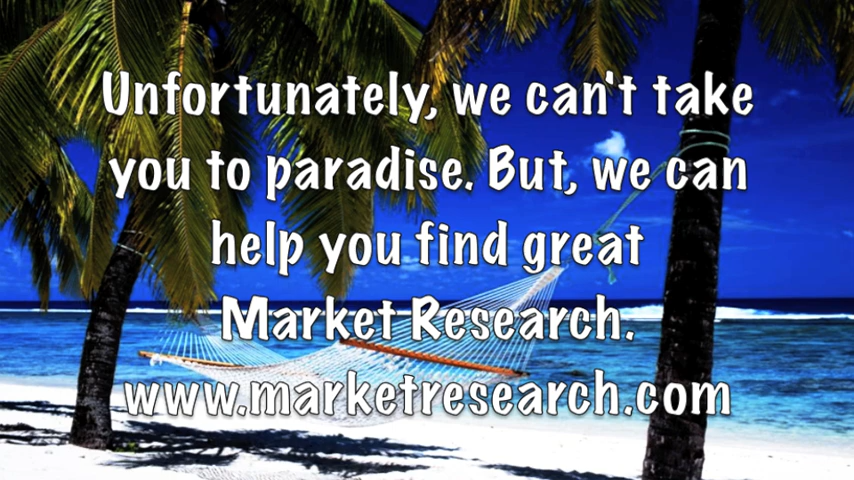 Unfortunately, we can't take
you to paradise. But, we can
help you find great
Market Research.
www.marketresearch.com